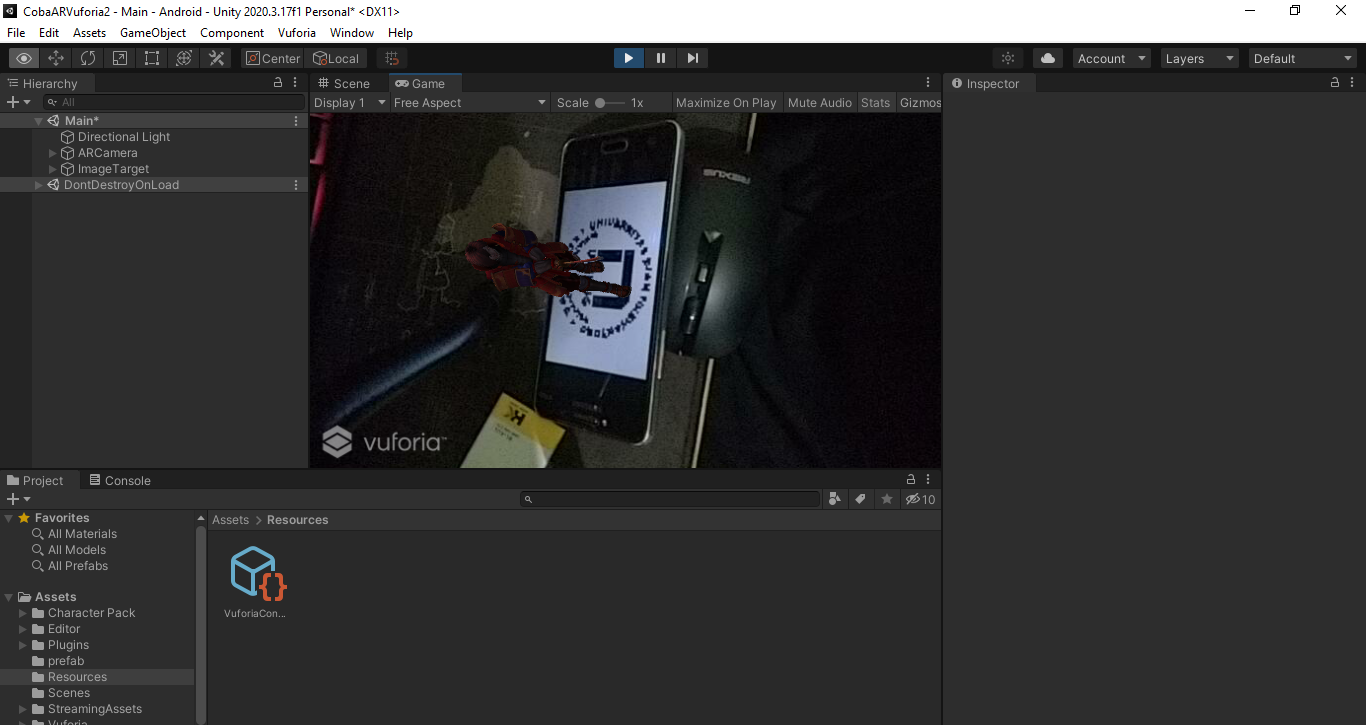 CobaARVuforia2 - Main - Android - Unity 2020.3.17f1 Personal* <DX11>
File Edit Assets GameObject Component Vuforia Window Help
Center Local Account Layers Default
Hierarchy
All
Main*
Directional Light
ARCamera
ImageTarget
DontDestroyOnLoad
Scene Game
Display 1 Free Aspect Scale 1x Maximize On Play Mute Audio Stats Gizmos
vuforia™
Inspector
Project Console
10
Favorites
All Materials
All Models
All Prefabs
Assets
Character Pack
Editor
Plugins
prefab
Resources
Scenes
StreamingAssets
Vuforia
Assets > Resources
VuforiaCon...